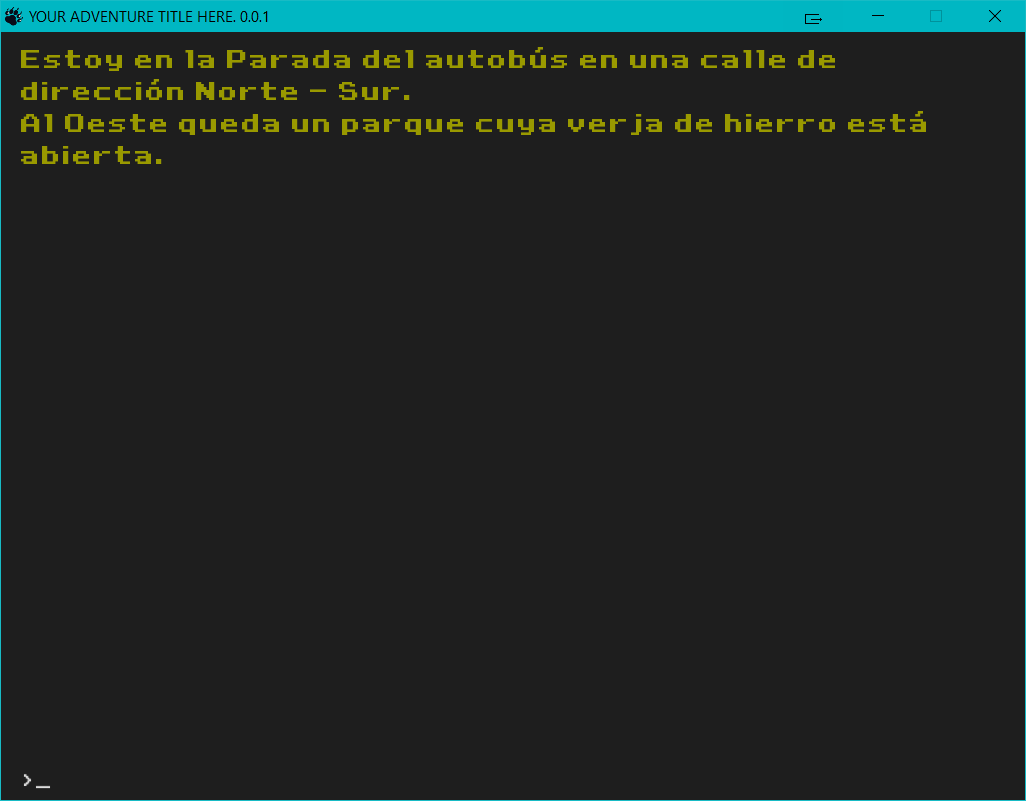 YOUR ADVENTURE TITLE HERE. 0.0.1
Estoy en la Parada del autobús en una calle de
dirección Norte - Sur.
Al Oeste queda un parque cuya verja de hierro está
abierta.
>_